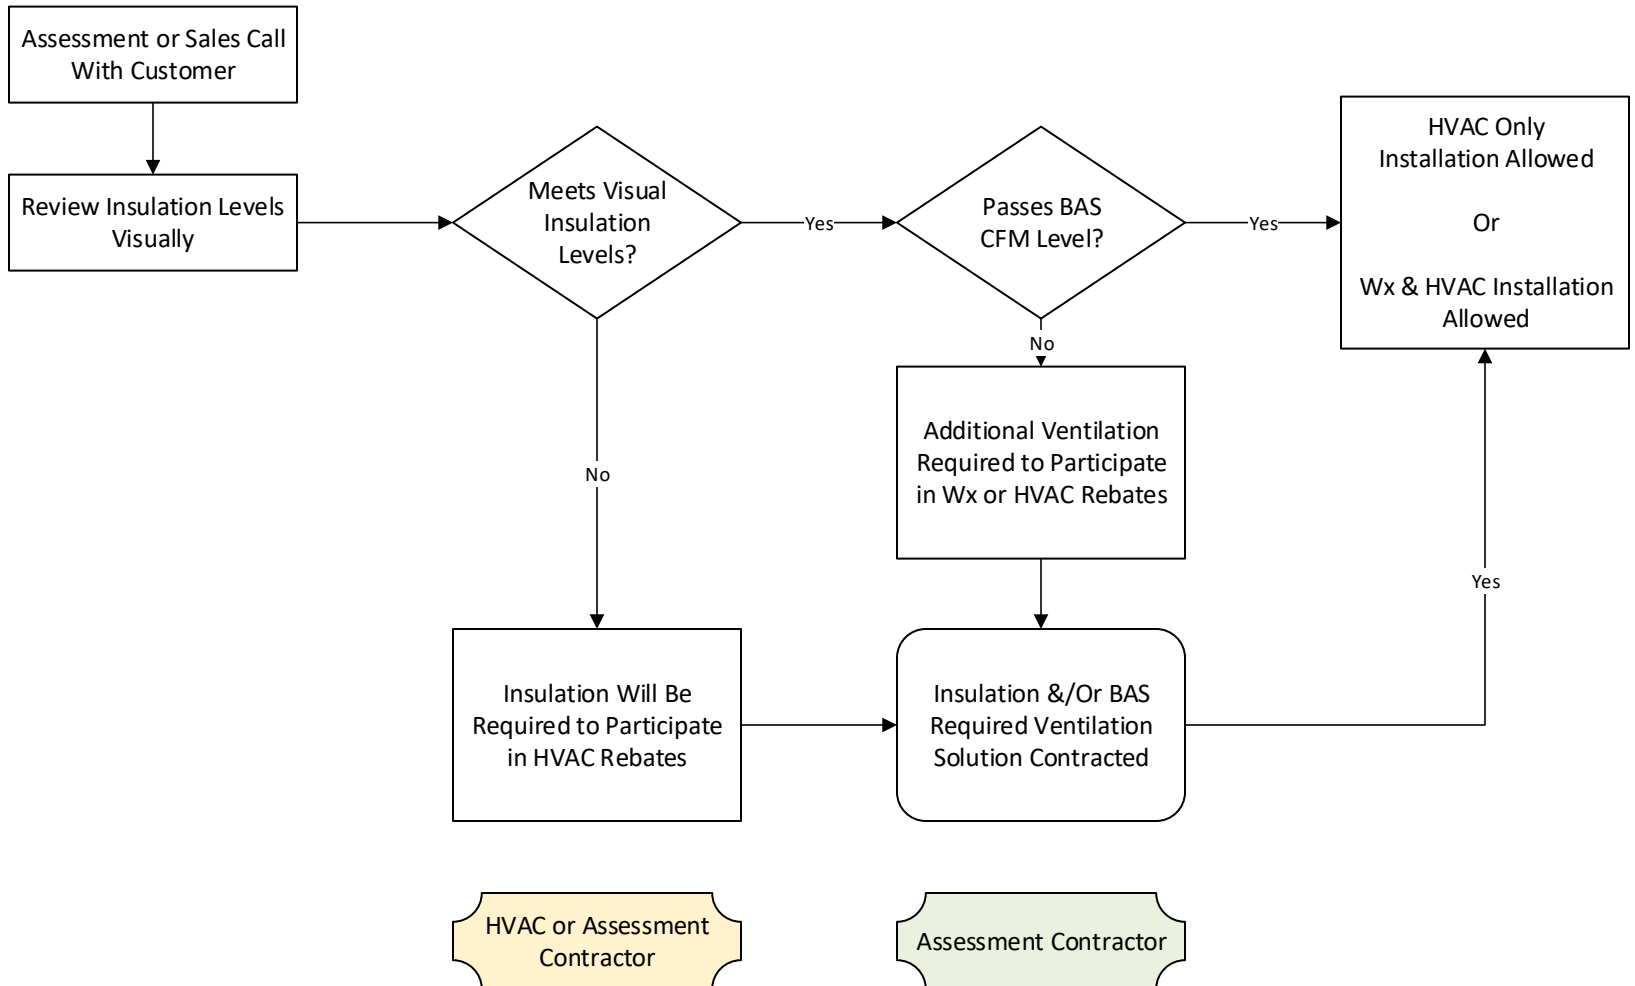 Assessment or Sales Call
With Customer
Review Insulation Levels
Visually
Meets Visual
Insulation
Levels?
Yes
Passes BAS
CFM Level?
Yes
HVAC Only
Installation Allowed
Or
Wx & HVAC Installation
Allowed
No
No
Additional Ventilation
Required to Participate
in Wx or HVAC Rebates
Yes
Insulation Will Be
Required to Participate
in HVAC Rebates
Insulation &/Or BAS
Required Ventilation
Solution Contracted
HVAC or Assessment
Contractor
Assessment Contractor